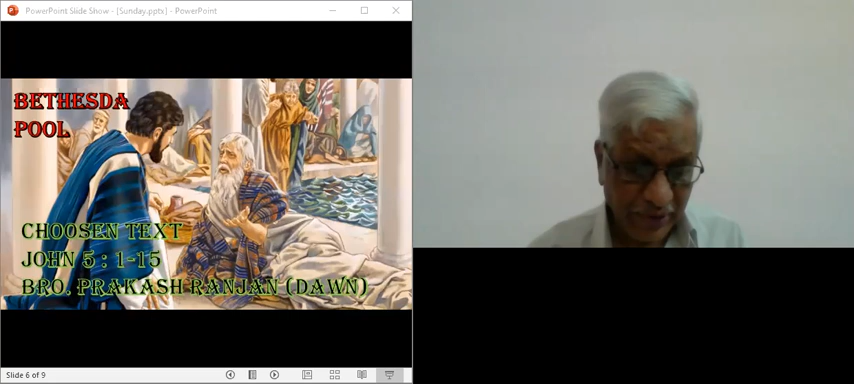 PowerPoint Slide Show - [Sunday.pptx] - PowerPoint
BETHESDA
POOL
CHOOSEN TEXT
JOHN 5 : 1-15
BRO. PRAKASH RANJAN (DAWN)
Slide 6 of 9